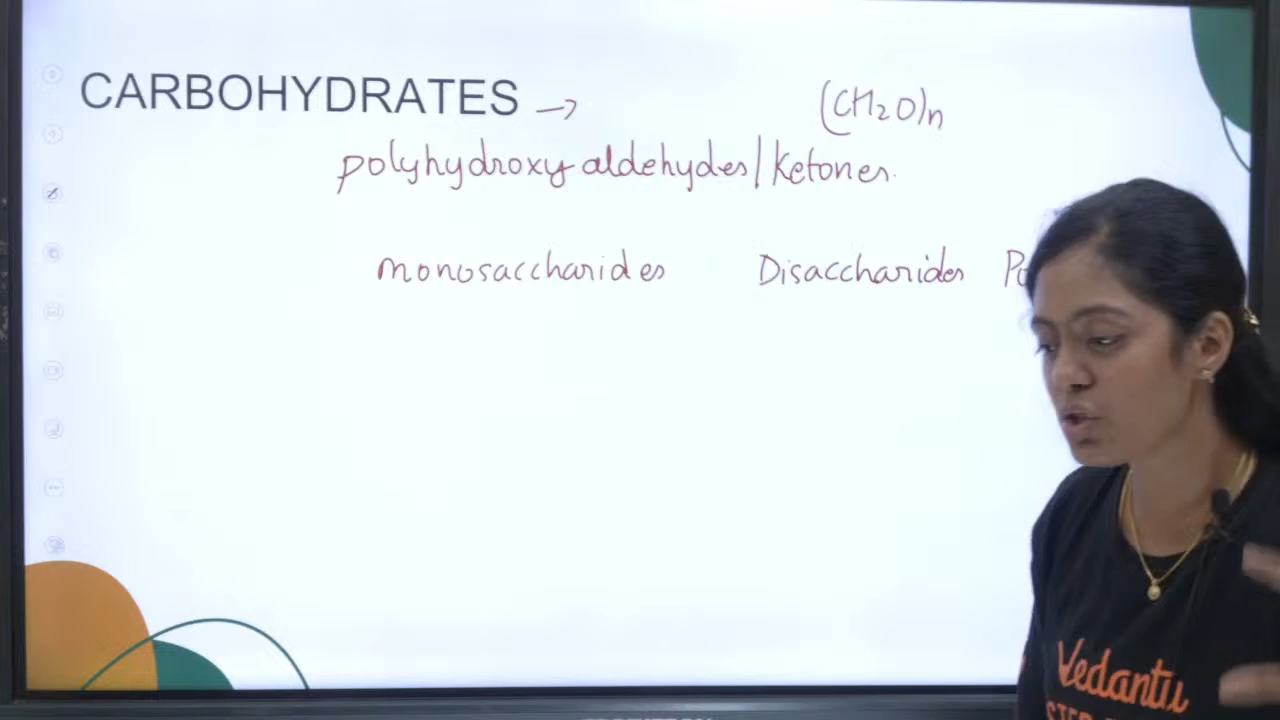 CARBOHYDRATES → (CH₂O)n
polyhydroxy aldehydes/ketones.
monosaccharides Disaccharides
Vedantu